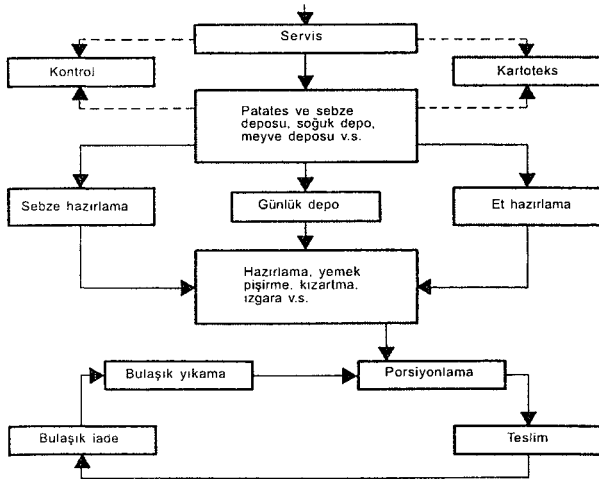 Servis
Kontrol
Kartoteks
Patates ve sebze
deposu, soğuk depo,
meyve deposu v.s.
Sebze hazırlama
Günlük depo
Et hazırlama
Hazırlama, yemek
pişirme, kızartma,
ızgara v.s.
Bulaşık yıkama
Porsiyonlama
Bulaşık iade
Teslim